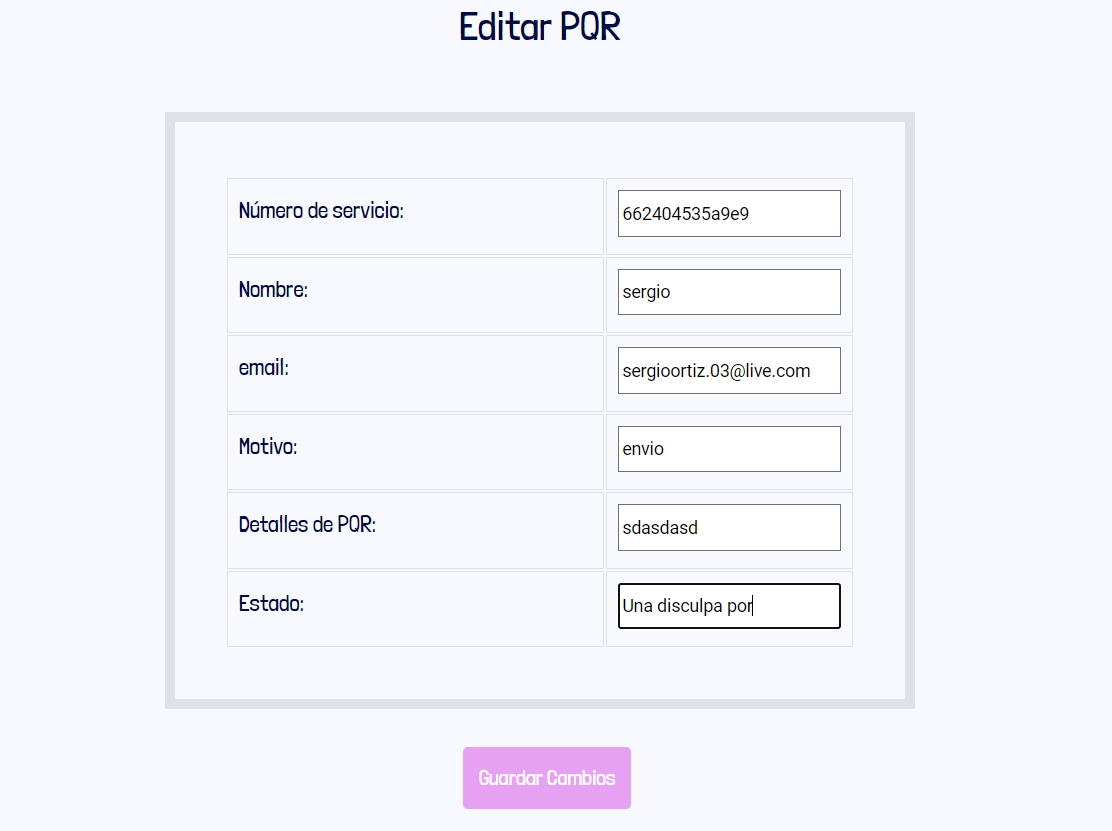 Editar PQR
Número de servicio: 662404535a9e9
Nombre: sergio
email: sergioortiz.03@live.com
Motivo: envio
Detalles de PQR: sdasdasd
Estado: Una disculpa por
Guardar Cambios